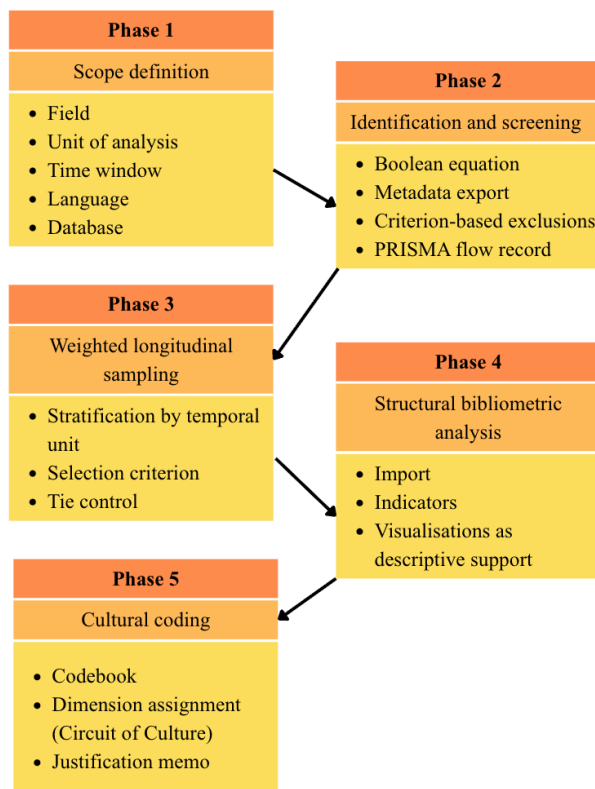 Phase 1
Scope definition
• Field
• Unit of analysis
• Time window
• Language
• Database
Phase 2
Identification and screening
• Boolean equation
• Metadata export
• Criterion-based exclusions
• PRISMA flow record
Phase 3
Weighted longitudinal
sampling
• Stratification by temporal
unit
• Selection criterion
• Tie control
Phase 4
Structural bibliometric
analysis
• Import
• Indicators
• Visualisations as
descriptive support
Phase 5
Cultural coding
• Codebook
• Dimension assignment
(Circuit of Culture)
• Justification memo